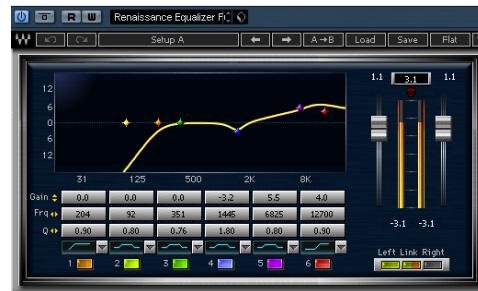 R W Renaissance Equalizer
Setup A A→B Load Save Flat
1.1 3.1 1.1
12
6
0
6
12
31 125 500 2K 8K
Gain 0.0 0.0 0.0 -3.2 5.5 4.0
Frq 204 92 351 1445 6825 12700
Q 0.90 0.80 0.76 1.80 0.80 0.90
-3.1 -3.1
Left Link Right
1 2 3 4 5 6